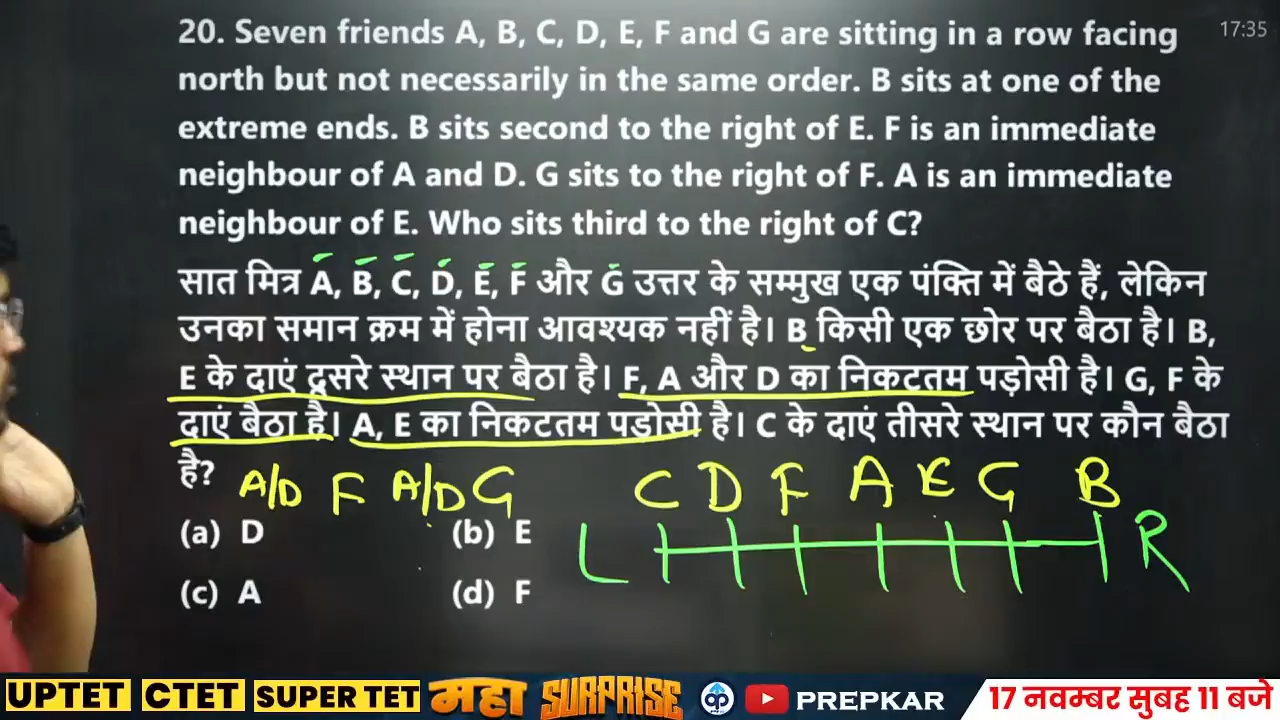 17:35
20. Seven friends A, B, C, D, E, F and G are sitting in a row facing
north but not necessarily in the same order. B sits at one of the
extreme ends. B sits second to the right of E. F is an immediate
neighbour of A and D. G sits to the right of F. A is an immediate
neighbour of E. Who sits third to the right of C?
सात मित्र A, B, C, D, E, F और G उत्तर के सम्मुख एक पंक्ति में बैठे हैं, लेकिन
उनका समान क्रम में होना आवश्यक नहीं है। B किसी एक छोर पर बैठा है। B,
E के दाएं दूसरे स्थान पर बैठा है। F, A और D का निकटतम पड़ोसी है। G, F के
दाएं बैठा है। A, E का निकटतम पडोसी है। C के दाएं तीसरे स्थान पर कौन बैठा
है?
A/D F A/D G C D F A E G B
(a) D (b) E
L R
(c) A (d) F
UPTET CTET SUPER TET महा SURPRISE PREPKAR 17 नवम्बर सुबह 11 बजे